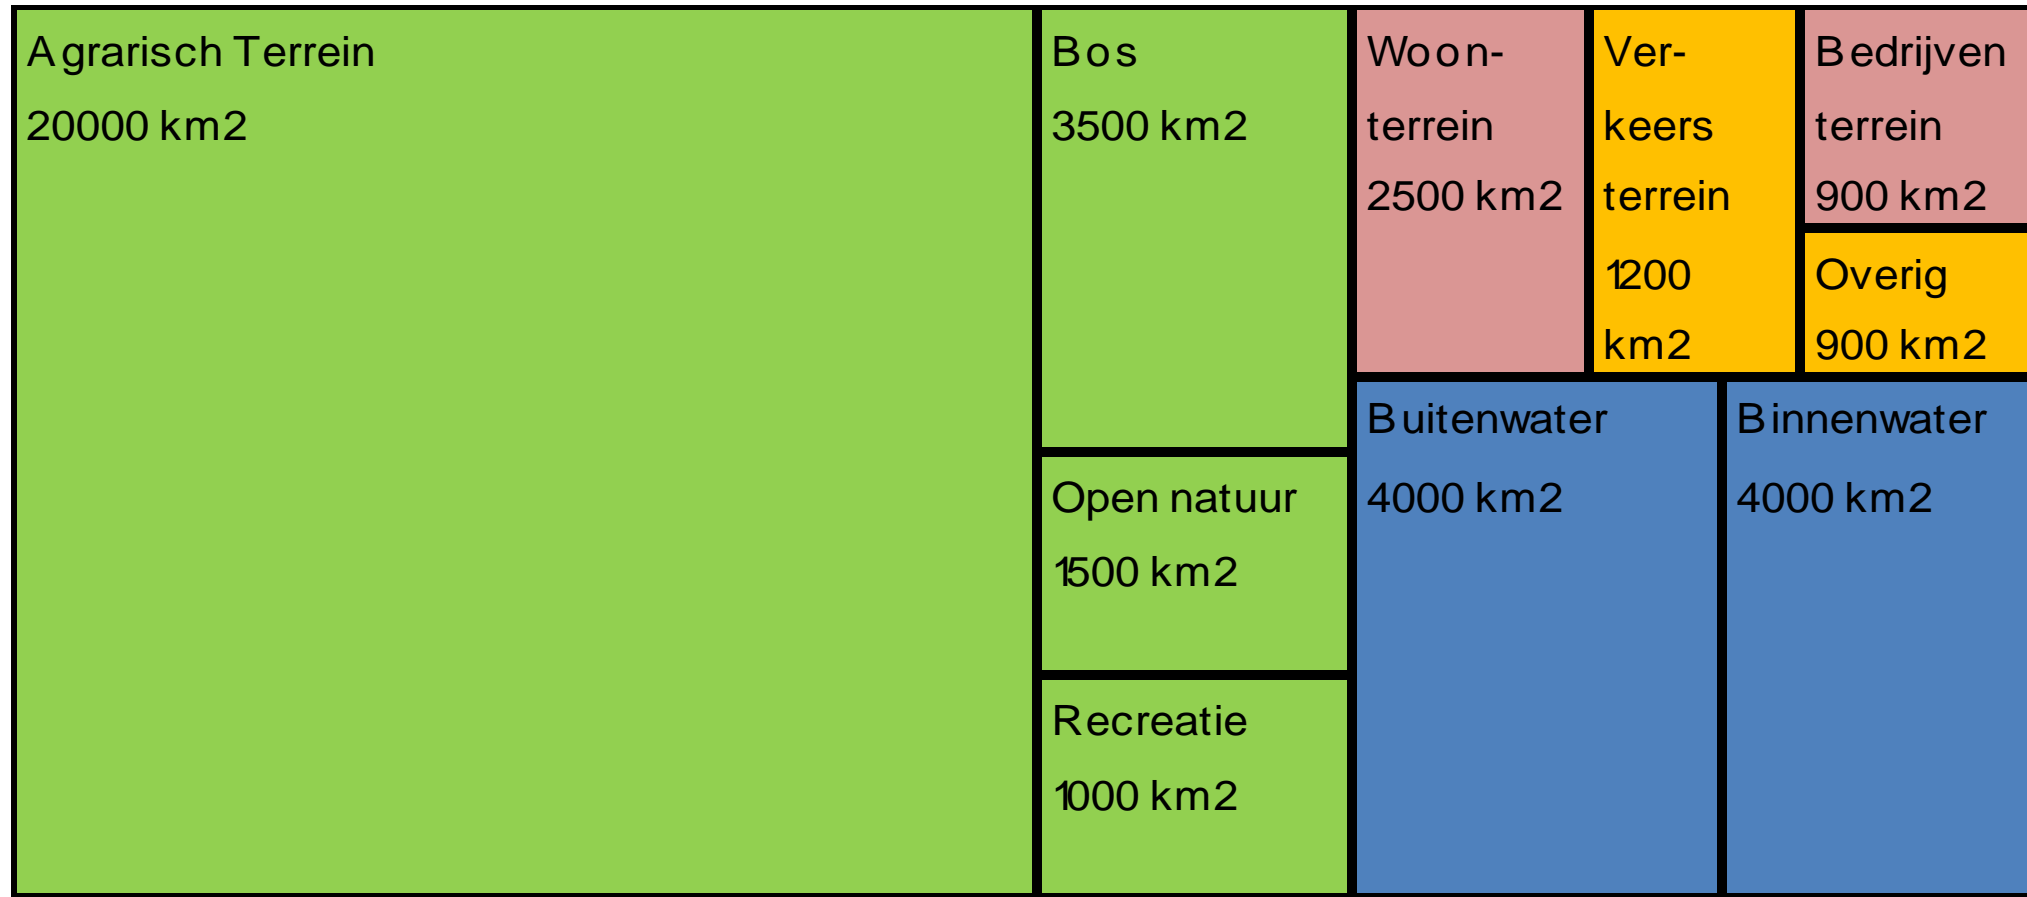 Agrarisch Terrein
20000 km2
Bos
3500 km2
Open natuur
1500 km2
Recreatie
1000 km2
Woon-
terrein
2500 km2
Ver-
keers
terrein
1200
km2
Bedrijven
terrein
900 km2
Overig
900 km2
Buitenwater
4000 km2
Binnenwater
4000 km2